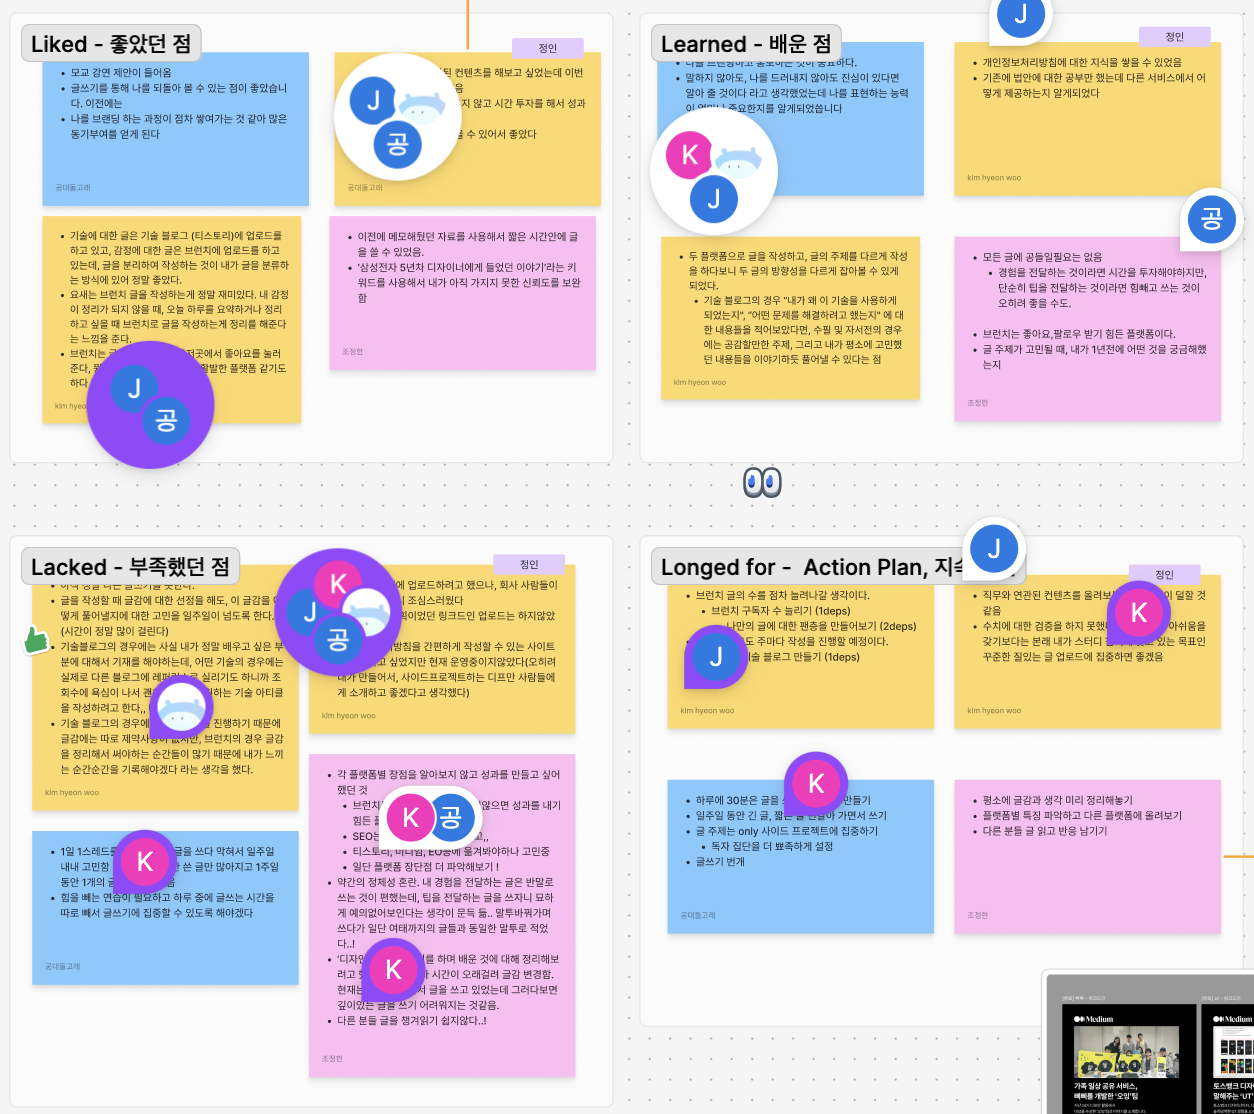 Liked - 좋았던 점
모교 강연 제안이 들어옴
글쓰기를 통해 나를 되돌아 볼 수 있는 점이 좋았습니
다. 이전에는
나를 브랜딩 하는 과정이 점차 쌓여가는 것 같아 많은
동기부여를 얻게 된다
공대돌고래
정인
컨텐츠를 해보고 싶었는데 이번
않고 시간 투자를 해서 성과
수 있어서 좋았다
공대돌고래
J
공
기술에 대한 글은 기술 블로그 (티스토리)에 업로드를
하고 있고, 감정에 대한 글은 브런치에 업로드를 하고
있는데, 글을 분리하여 작성하는 것이 내가 글을 분류하
는 방식에 있어 정말 좋았다.
요새는 브런치 글을 작성하는게 정말 재미있다. 내 감정
이 정리가 되지 않을 때, 오늘 하루를 요약하거나 정리
하고 싶을 때 브런치로 글을 작성하는게 정리를 해준다
는 느낌을 준다.
브런치는 좋아요를 눌러
준다, 플랫폼 같기도
하다
kim hyeo
J
공
이전에 메모해뒀던 자료를 사용해서 짧은 시간안에 글
을 쓸 수 있었음.
'삼성전자 5년차 디자이너에게 들었던 이야기'라는 키
워드를 사용해서 내가 아직 가지지 못한 신뢰도를 보완
함
조정한
Learned - 배운 점
말하지 않아도, 나를 드러내지 않아도 진심이 있다면
알아 줄 것이다 라고 생각했었는데 나를 표현하는 능력
이 중요한지를 알게되었씁니다
K
J
J
정인
개인정보처리방침에 대한 지식을 쌓을 수 있었음
기존에 법안에 대한 공부만 했는데 다른 서비스에서 어
떻게 제공하는지 알게되었다
kim hyeon woo
공
두 플랫폼으로 글을 작성하고, 글의 주제를 다르게 작성
을 하다보니 두 글의 방향성을 다르게 잡아볼 수 있게
되었다.
기술 블로그의 경우 "내가 왜 이 기술을 사용하게
되었는지", "어떤 문제를 해결하려고 했는지" 에 대
한 내용들을 적어보았다면, 수필 및 자서전의 경우
에는 공감할만한 주제, 그리고 내가 평소에 고민했
던 내용들을 이야기하듯 풀어낼 수 있다는 점
kim hyeon woo
모든 글에 공들일필요는 없음
경험을 전달하는 것이라면 시간을 투자해야하지만,
단순히 팁을 전달하는 것이라면 힘빼고 쓰는 것이
오히려 좋을 수도.
브런치는 좋아요,팔로우 받기 힘든 플랫폼이다.
글 주제가 고민될 때, 내가 1년전에 어떤 것을 궁금해했
는지
조정한
Lacked - 부족했던 점
글을 작성할 때 글감에 대한 선정을 해도, 이 글감을
떻게 풀어낼지에 대한 고민을 일주일이 넘도록 한다.
(시간이 정말 많이 걸린다)
기술블로그의 경우에는 사실 내가 정말 배우고 싶은 부
분에 대해서 기재를 해야하는데, 어떤 기술의 경우에는
실제로 다른 블로그에 실리기도 하니까 조
회수에 욕심이 나서 하는 기술 아티클
을 작성하려고 한다,,
기술 블로그의 경우에 진행하기 때문에
글감에는 따로 제약사항이 없지만, 브런치의 경우 글감
을 정리해서 써야하는 순간들이 많기 때문에 내가 느끼
는 순간순간을 기록해야겠다 라는 생각을 했다.
kim hyeon woo
K
J
공
정인
에 업로드하려고 했으나, 회사 사람들이
조심스러웠다
링크드인 업로드는 하지않았
간편하게 작성할 수 있는 사이트
싶었지만 현재 운영중이지않았다(오히려
내가 만들어서, 사이드프로젝트하는 디프만 사람들에
게 소개하고 좋겠다고 생각했다)
kim hyeon woo
1일 1스레드 글을 쓰다 막혀서 일주일
내내 고민함 쓴 글만 많아지고 1주일
동안 1개의
힘을 빼는 연습이 필요하고 하루 중에 글쓰는 시간을
따로 빼서 글쓰기에 집중할 수 있도록 해야겠다
K
공대돌고래
각 플랫폼별 장점을 알아보지 않고 성과를 만들고 싶어
했던 것
브런치 않으면 성과를 내기
힘든
SEO는
티스토리, 미디엄, EO등에 옮겨봐야하나 고민중
일단 플랫폼 장단점 더 파악해보기 !
K
공
약간의 정체성 혼란. 내 경험을 전달하는 글은 반말로
쓰는 것이 편했는데, 팁을 전달하는 글을 쓰자니 묘하
게 예의없어보인다는 생각이 문득 듦.. 말투바꿔가며
쓰다가 일단 여태까지의 글들과 동일한 말투로 적었
다..!
'디자인 하며 배운 것에 대해 정리해보
려고 시간이 오래걸려 글감 변경함.
현재는 글을 쓰고 있었는데 그러다보면
깊이있는 글을 쓰기 어려워지는 것같음.
다른 분들 글을 챙겨읽기 쉽지않다..!
K
조정한
Longed for - Action Plan, 지속
J
브런치 글의 수를 점차 늘려나갈 생각이다.
브런치 구독자 수 늘리기 (1deps)
나만의 글에 대한 팬층을 만들어보기 (2deps)
도 주마다 작성을 진행할 예정이다.
기술 블로그 만들기 (1deps)
J
kim hyeon woo
정인
직무와 연관된 컨텐츠를 올려보 덜할 것
같음
수치에 대한 검증을 하지 못했 아쉬움을
갖기보다는 본래 내가 스터디 있는 목표인
꾸준한 질있는 글 업로드에 집중하면 좋겠음
K
kim hyeon woo
하루에 30분은 글을 만들기
일주일 동안 긴 글, 짧은 글 번갈아 가면서 쓰기
글 주제는 only 사이드 프로젝트에 집중하기
독자 집단을 더 뾰족하게 설정
글쓰기 번개
K
공대돌고래
평소에 글감과 생각 미리 정리해놓기
플랫폼별 특징 파악하고 다른 플랫폼에 올려보기
다른 분들 글 읽고 반응 남기기
조정한
Medium
가족 일상 공유 서비스,
삐삐를 개발한 '오잉'팀
Medium
토스뱅크 디자
말해주는 'UT